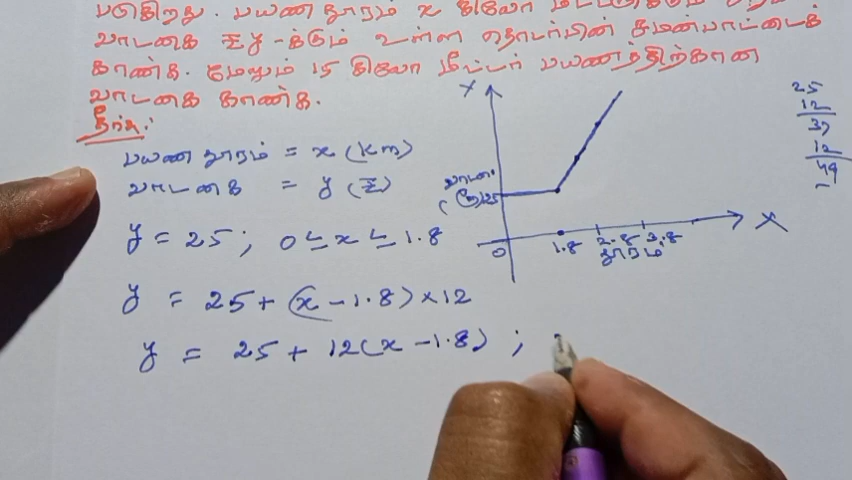 பயண தூரம் x கிலோ
வாடகை ₹y-க்கும் உள்ள தொடர்பின் சமன்பாட்டைக்
காண்க. மேலும் 15 கிலோ மீட்டர் பயணத்திற்கான
வாடகை காண்க.
தீர்வு:
பயண தூரம் = x (km)
வாடகை = y (₹)
y = 25 ; 0 ≤ x ≤ 1.8
y = 25 + (x - 1.8) × 12
y = 25 + 12(x - 1.8) ;
Y
25
0
1.8 2.8 3.8
தூரம்
X
25
12
37
12
49